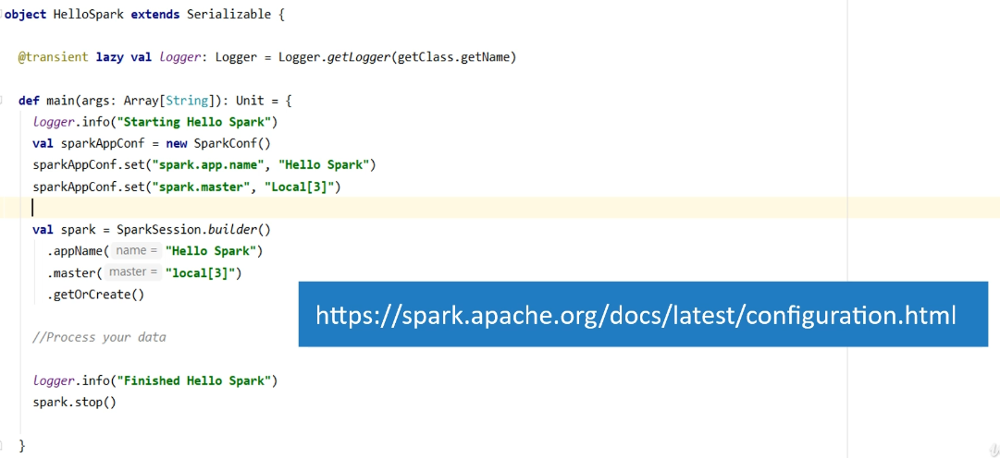 object HelloSpark extends Serializable {
@transient lazy val logger: Logger = Logger.getLogger(getClass.getName)
def main(args: Array[String]): Unit = {
logger.info("Starting Hello Spark")
val sparkAppConf = new SparkConf()
sparkAppConf.set("spark.app.name", "Hello Spark")
sparkAppConf.set("spark.master", "Local[3]")
val spark = SparkSession.builder()
.appName( name = "Hello Spark")
.master( master = "local[3]")
.getOrCreate()
https://spark.apache.org/docs/latest/configuration.html
//Process your data
logger.info("Finished Hello Spark")
spark.stop()
}